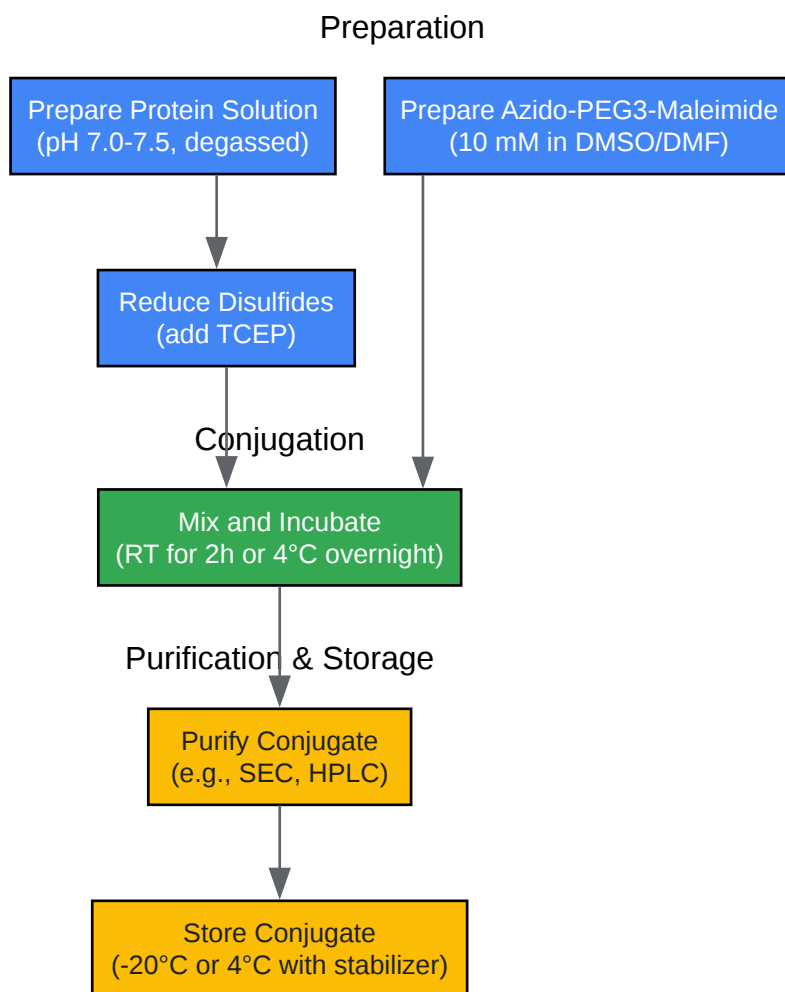 Preparation
Prepare Protein Solution
(pH 7.0-7.5, degassed)
Prepare Azido-PEG3-Maleimide
(10 mM in DMSO/DMF)
Reduce Disulfides
(add TCEP)
Conjugation
Mix and Incubate
(RT for 2h or 4°C overnight)
Purification & Storage
Purify Conjugate
(e.g., SEC, HPLC)
Store Conjugate
(-20°C or 4°C with stabilizer)